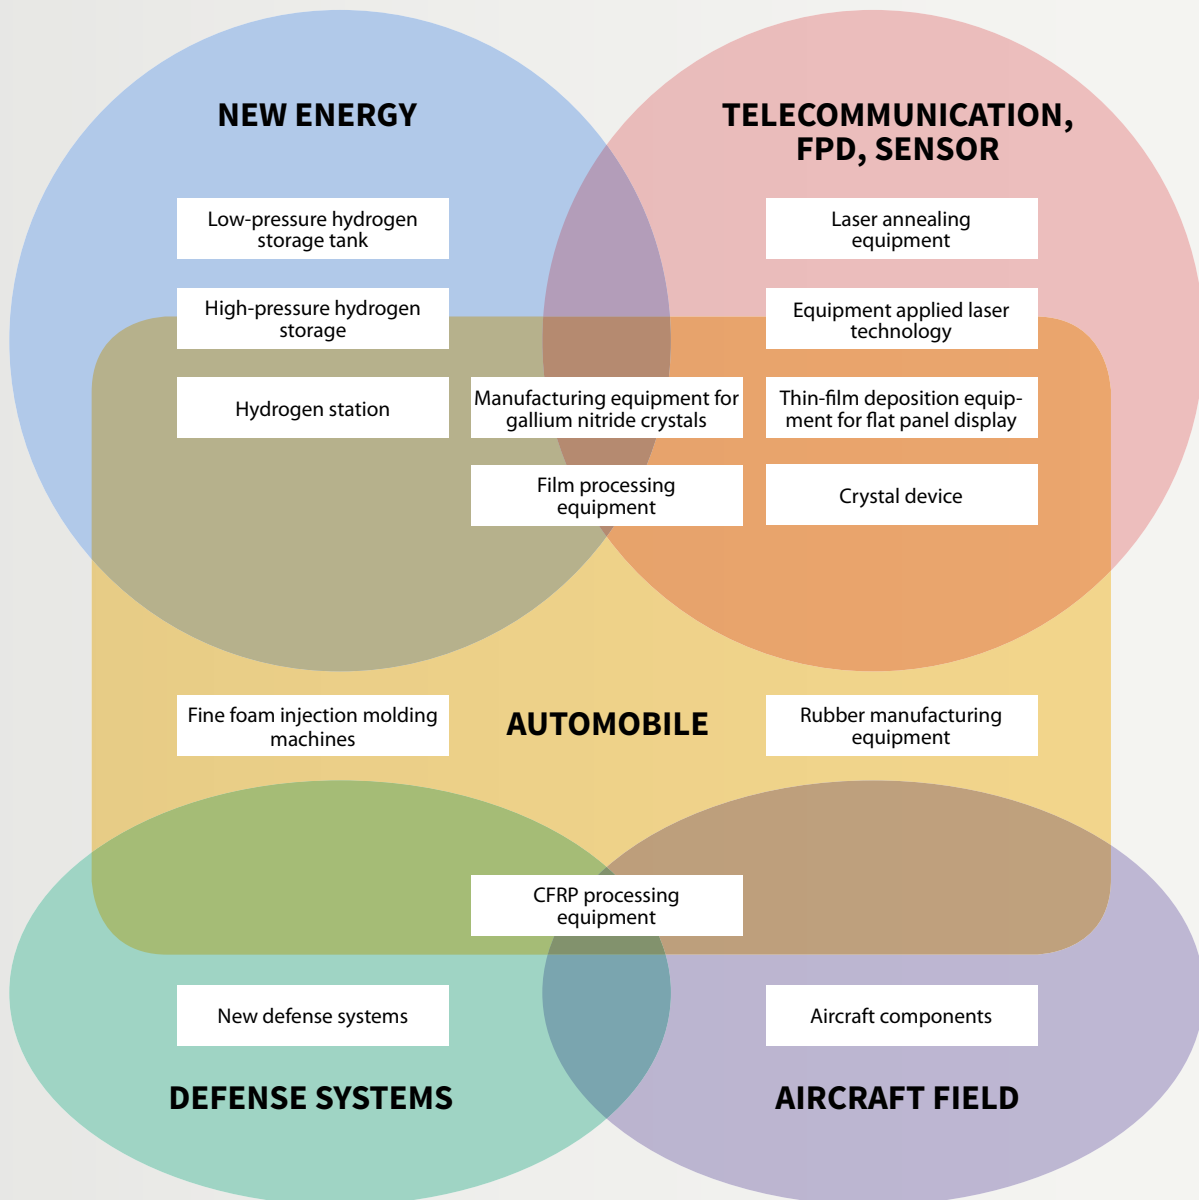 NEW ENERGY
TELECOMMUNICATION,
FPD, SENSOR
Low-pressure hydrogen
storage tank
Laser annealing
equipment
High-pressure hydrogen
storage
Equipment applied laser
technology
Hydrogen station
Manufacturing equipment for
gallium nitride crystals
Thin-film deposition equip-
ment for flat panel display
Film processing
equipment
Crystal device
Fine foam injection molding
machines
AUTOMOBILE
Rubber manufacturing
equipment
CFRP processing
equipment
New defense systems
Aircraft components
DEFENSE SYSTEMS
AIRCRAFT FIELD